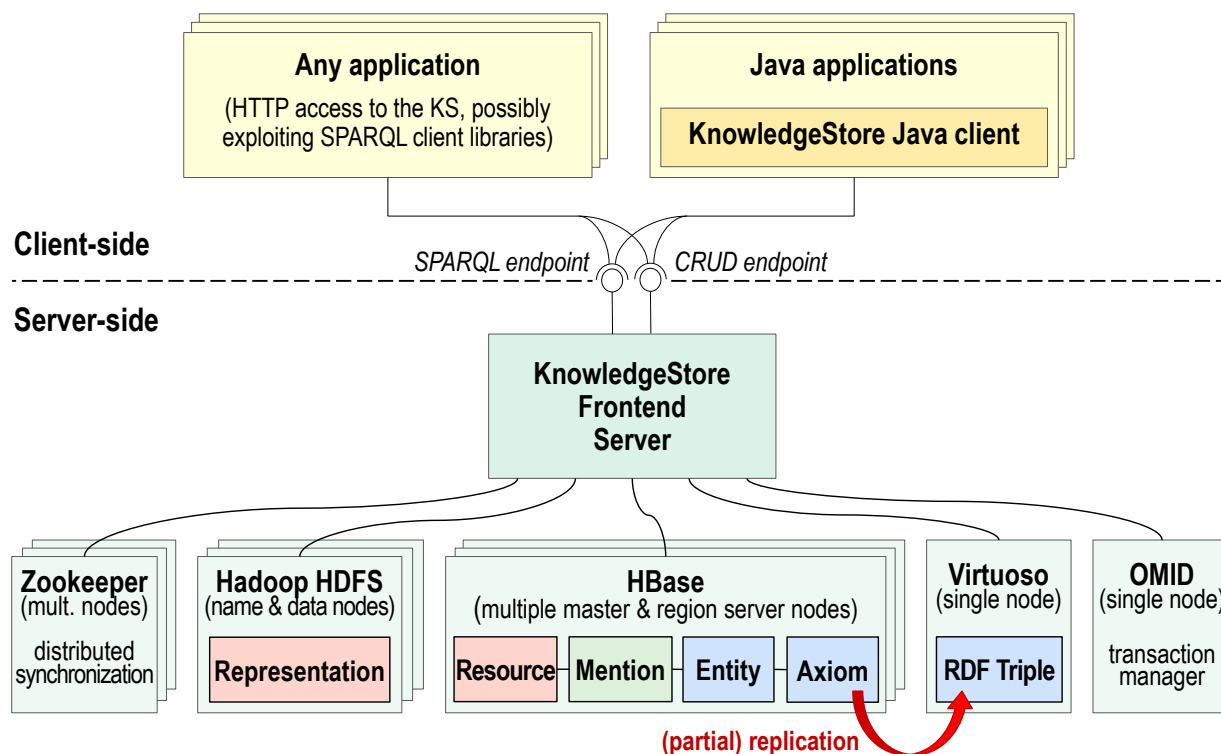 Any application
(HTTP access to the KS, possibly
exploiting SPARQL client libraries)
Java applications
KnowledgeStore Java client
Client-side
SPARQL endpoint
CRUD endpoint
Server-side
KnowledgeStore
Frontend
Server
Zookeeper
(mult. nodes)
distributed
synchronization
Hadoop HDFS
(name & data nodes)
Representation
HBase
(multiple master & region server nodes)
Resource
Mention
Entity
Axiom
Virtuoso
(single node)
RDF Triple
OMID
(single node)
transaction
manager
(partial) replication